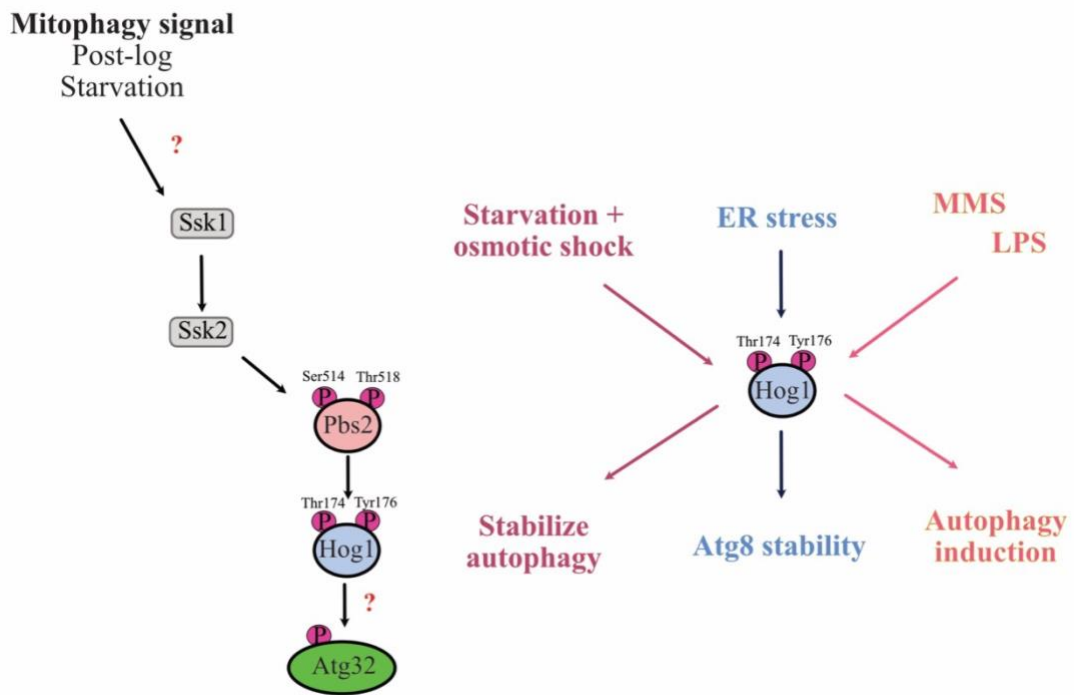 Mitophagy signal
Post-log
Starvation
?
Ssk1
Ssk2
Ser514 Thr518
P P
Pbs2
Thr174 Tyr176
P P
Hog1
?
P
Atg32
Starvation +
osmotic shock
ER stress
MMS
LPS
Thr174 Tyr176
P P
Hog1
Stabilize
autophagy
Atg8 stability
Autophagy
induction